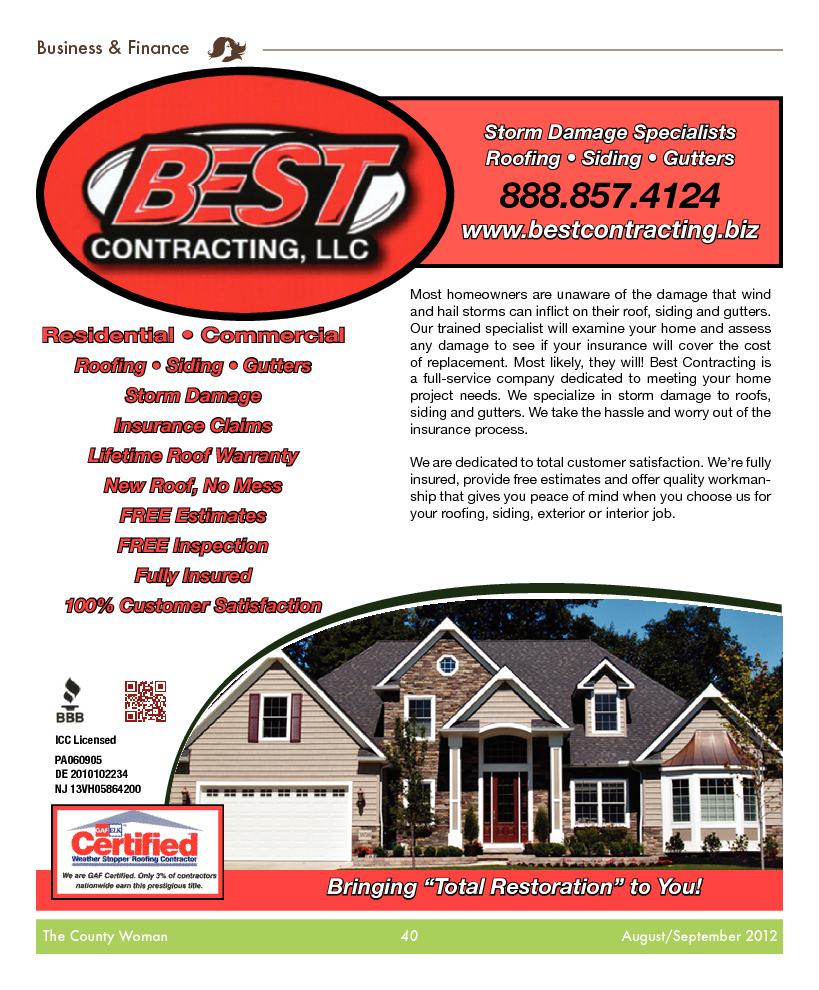 Business & Finance
BEST
CONTRACTING, LLC
Storm Damage Specialists
Roofing • Siding • Gutters
888.857.4124
www.bestcontracting.biz
Most homeowners are unaware of the damage that wind
and hail storms can inflict on their roof, siding and gutters.
Our trained specialist will examine your home and assess
any damage to see if your insurance will cover the cost
of replacement. Most likely, they will! Best Contracting is
a full-service company dedicated to meeting your home
project needs. We specialize in storm damage to roofs,
siding and gutters. We take the hassle and worry out of the
insurance process.
We are dedicated to total customer satisfaction. We're fully
insured, provide free estimates and offer quality workman-
ship that gives you peace of mind when you choose us for
your roofing, siding, exterior or interior job.
Residential • Commercial
Roofing • Siding • Gutters
Storm Damage
Insurance Claims
Lifetime Roof Warranty
New Roof, No Mess
FREE Estimates
FREE Inspection
Fully Insured
100% Customer Satisfaction
BBB
ICC Licensed
PA060905
DE 2010102234
NJ 13VH05864200
GAF ELK
Certified
Weather Stopper Roofing Contractor
We are GAF Certified. Only 3% of contractors
nationwide earn this prestigious title.
Bringing "Total Restoration" to You!
The County Woman
40
August/September 2012